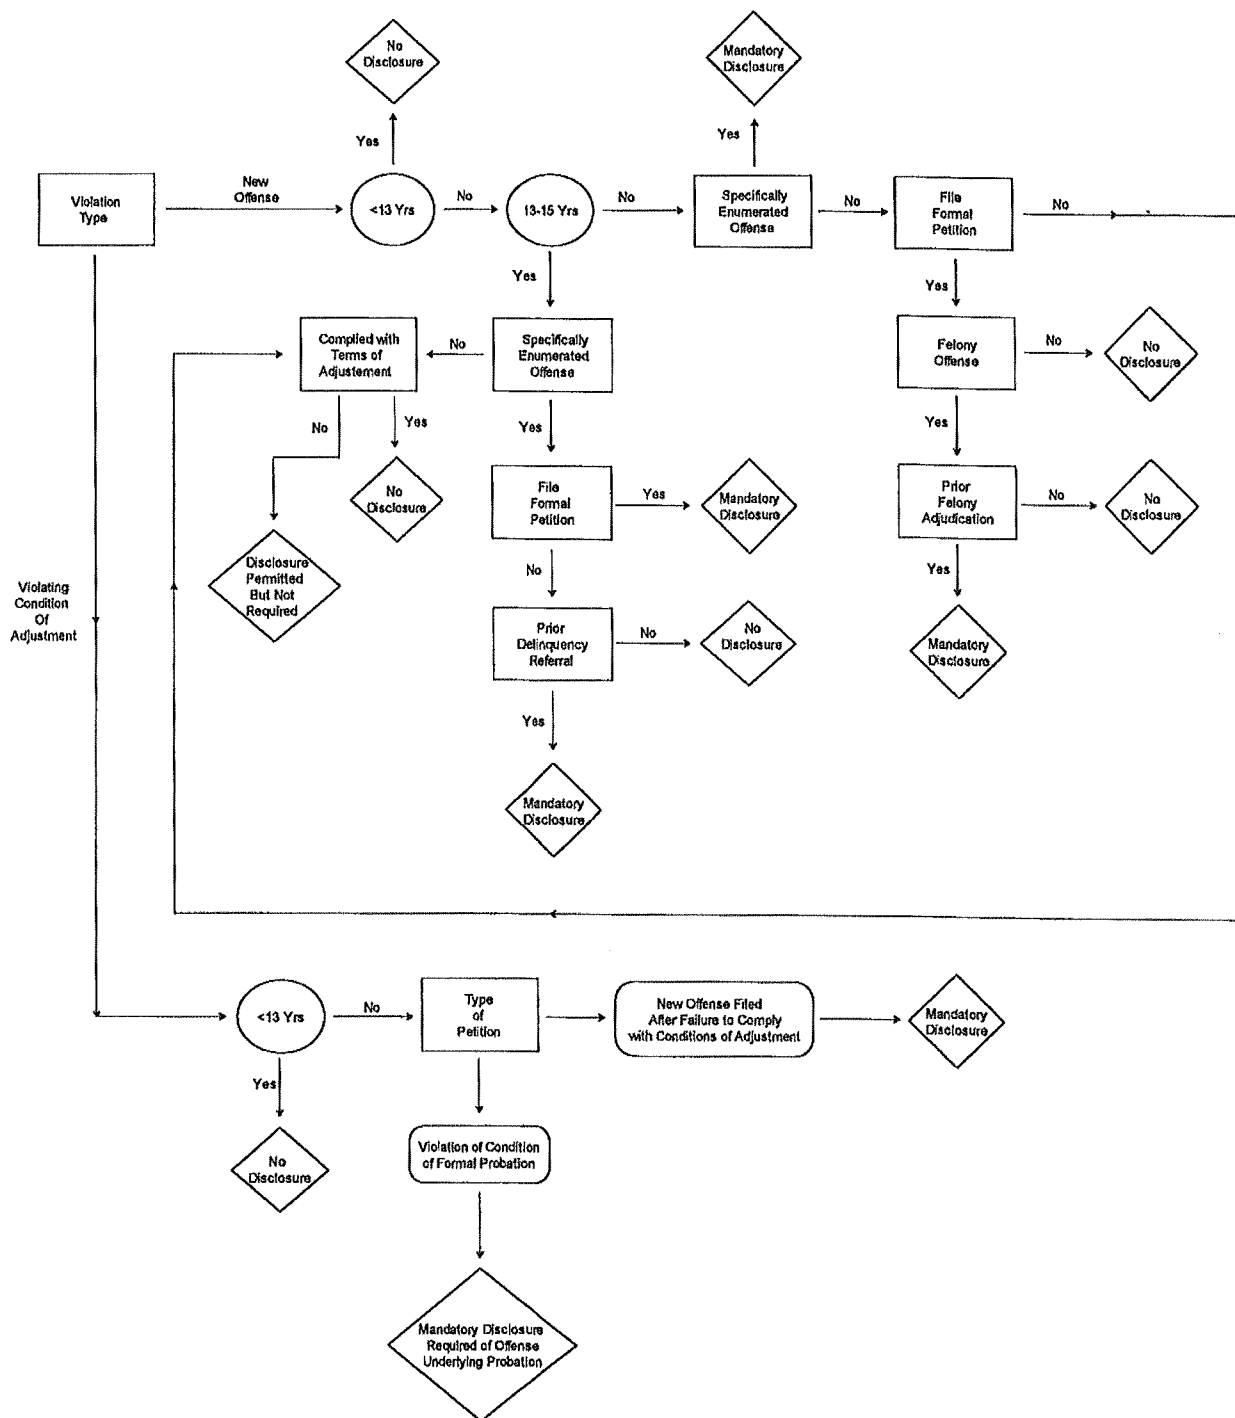 No
Disclosure
Mandatory
Disclosure
Yes
Yes
Violation
Type
New
Offense
<13 Yrs
No
13-15 Yrs
No
Specifically
Enumerated
Offense
No
File
Formal
Petition
No
Yes
Yes
Complied with
Terms of
Adjustement
No
Specifically
Enumerated
Offense
Felony
Offense
No
No
Disclosure
No
Yes
Yes
Yes
No
Disclosure
File
Formal
Petition
Yes
Mandatory
Disclosure
Prior
Felony
Adjudication
No
No
Disclosure
Disclosure
Permitted
But Not
Required
No
Yes
Violating
Condition
Of
Adjustment
Prior
Delinquency
Referral
No
No
Disclosure
Mandatory
Disclosure
Yes
Mandatory
Disclosure
<13 Yrs
No
Type
of
Petition
New Offense Filed
After Failure to Comply
with Conditions of Adjustment
Mandatory
Disclosure
Yes
No
Disclosure
Violation of Condition
of Formal Probation
Mandatory Disclosure
Required of Offense
Underlying Probation